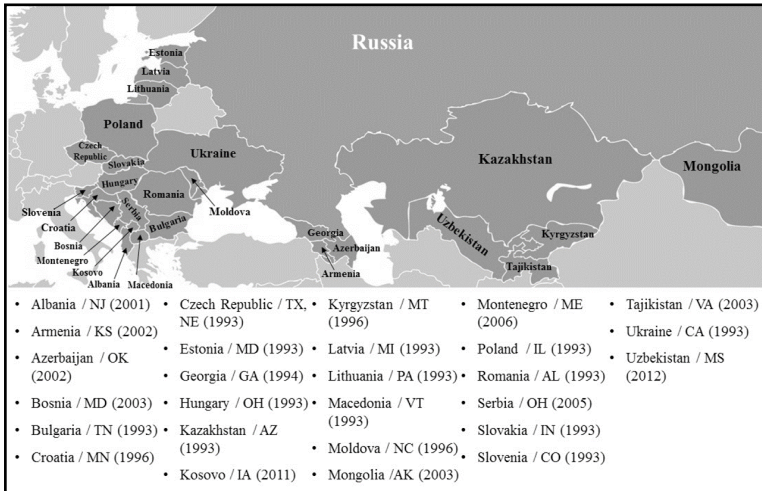 Russia
Estonia
Latvia
Lithuania
Poland
Czech
Republic
Slovakia
Ukraine
Kazakhstan
Mongolia
Hungary
Romania
Moldova
Slovenia
Croatia
Serbia
Bulgaria
Bosnia
Montenegro
Kosovo
Albania
Macedonia
Georgia
Azerbaijan
Armenia
Uzbekistan
Kyrgyzstan
Tajikistan
• Albania / NJ (2001)
• Armenia / KS (2002)
• Azerbaijan / OK
(2002)
• Bosnia / MD (2003)
• Bulgaria / TN (1993)
• Croatia / MN (1996)
• Czech Republic / TX,
NE (1993)
• Estonia / MD (1993)
• Georgia / GA (1994)
• Hungary / OH (1993)
• Kazakhstan / AZ
(1993)
• Kosovo / IA (2011)
• Kyrgyzstan / MT
(1996)
• Latvia / MI (1993)
• Lithuania / PA (1993)
• Macedonia / VT
(1993)
• Moldova / NC (1996)
• Mongolia /AK (2003)
• Montenegro / ME
(2006)
• Poland / IL (1993)
• Romania / AL (1993)
• Serbia / OH (2005)
• Slovakia / IN (1993)
• Slovenia / CO (1993)
• Tajikistan / VA (2003)
• Ukraine / CA (1993)
• Uzbekistan / MS
(2012)